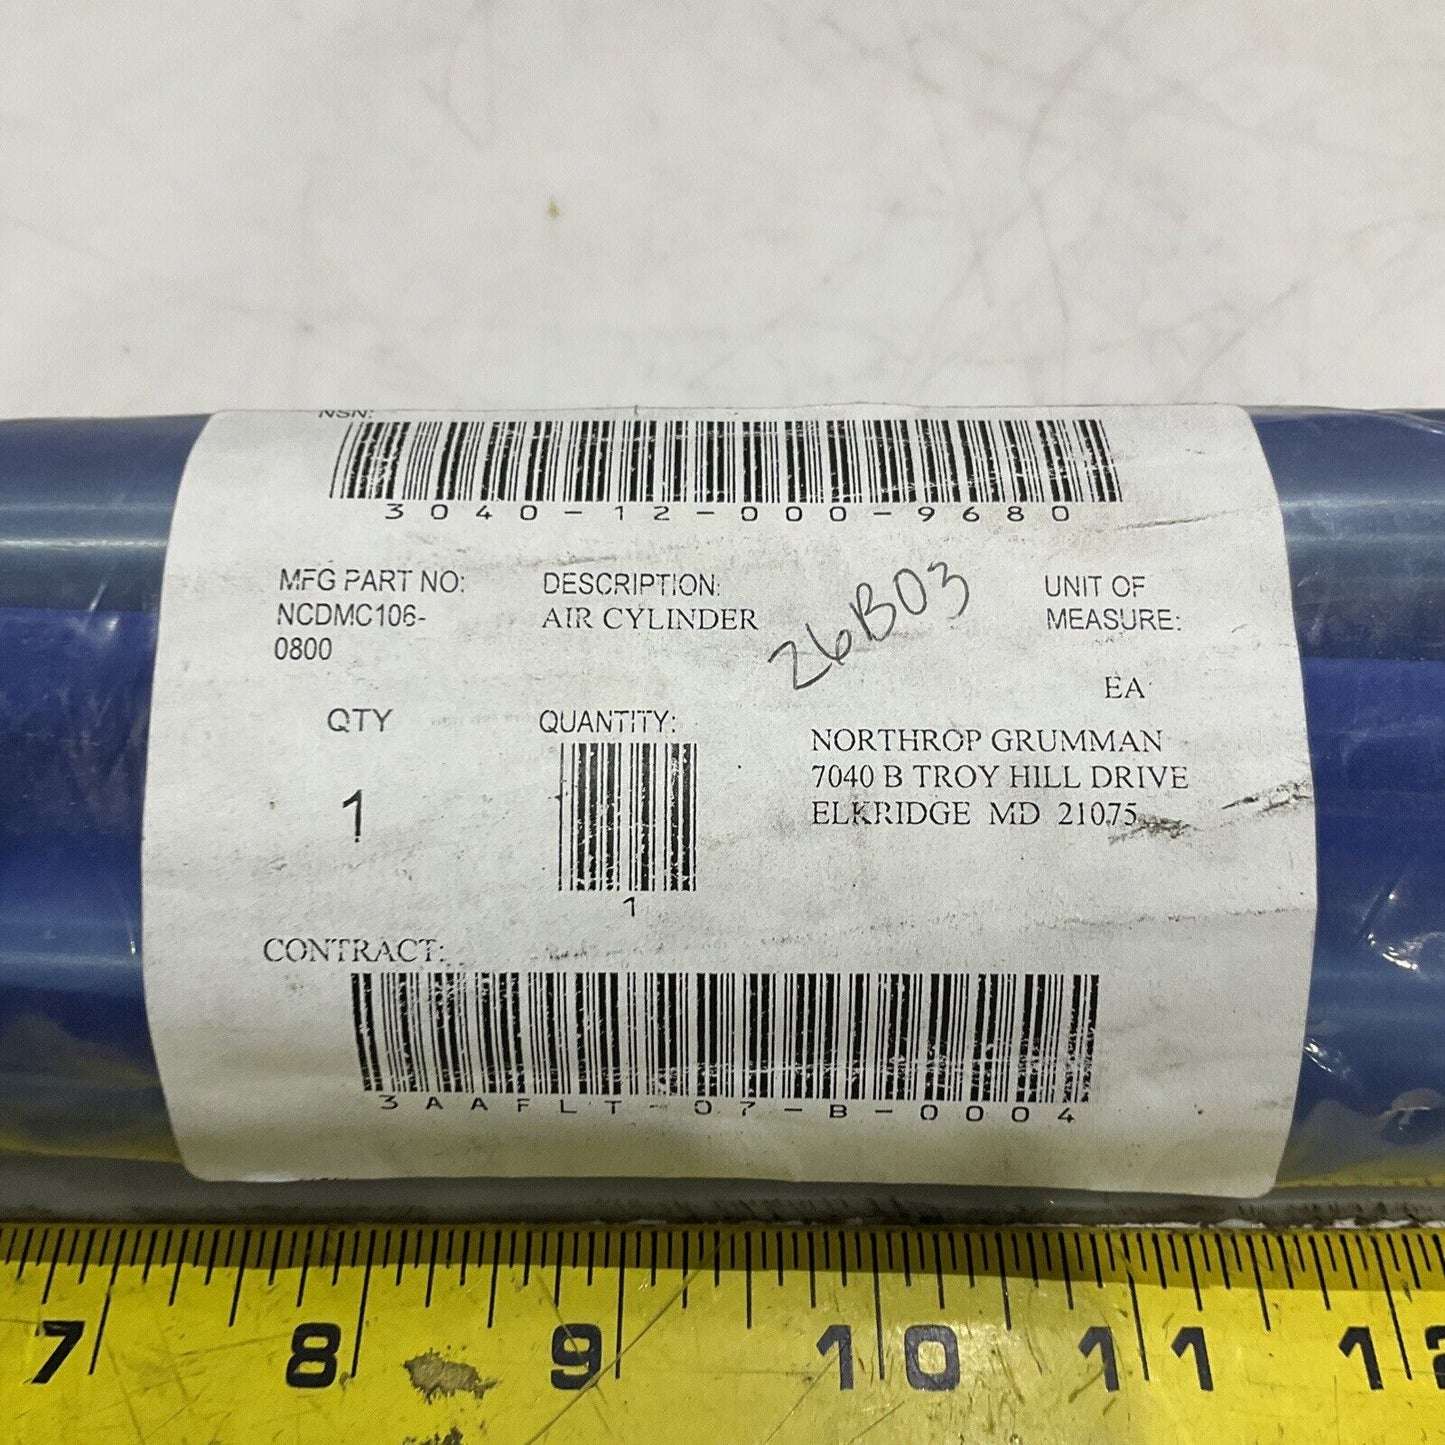 NSN:
3040-12-000-9680
MFG PART NO:
NCDMC106-
0800
DESCRIPTION:
AIR CYLINDER
26B03
UNIT OF
MEASURE:
EA
QTY
1
QUANTITY:
1
NORTHROP GRUMMAN
7040 B TROY HILL DRIVE
ELKRIDGE MD 21075
CONTRACT:
3AAFLT-07-B-0004
7 8 9 10 11 12